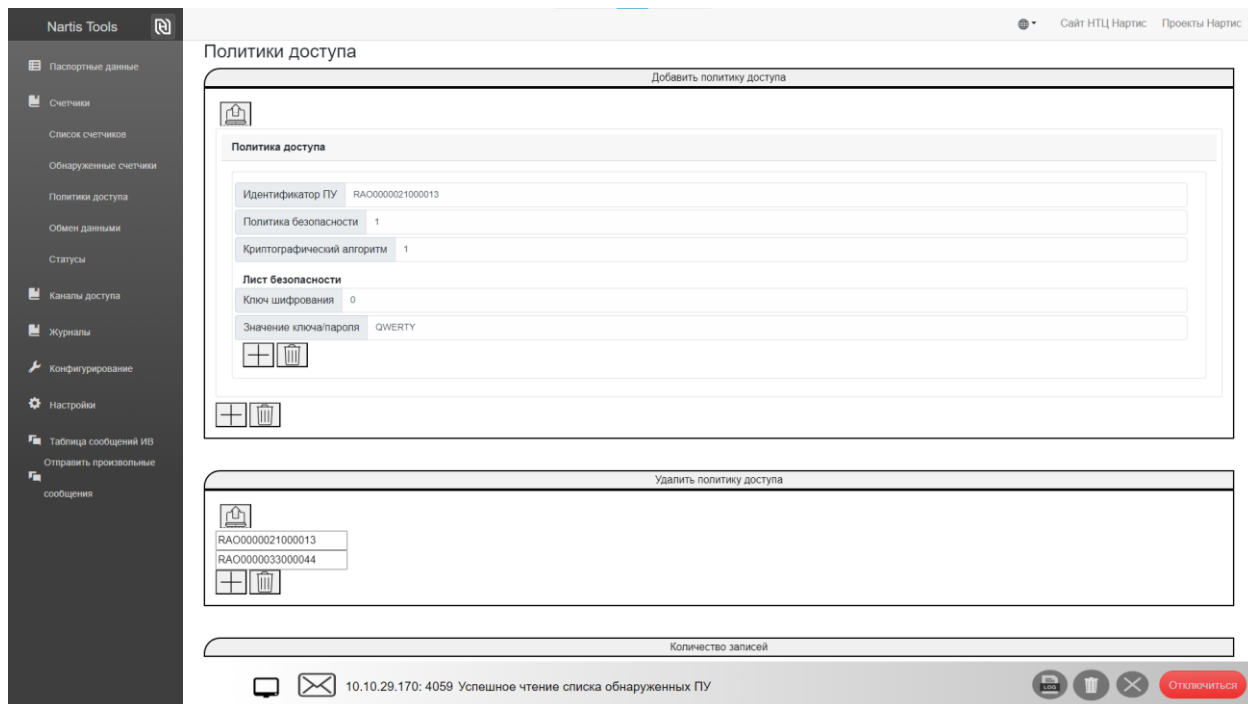 Nartis Tools
Сайт НТЦ Нартис Проекты Нартис
Паспортные данные
Счетчики
Список счетчиков
Обнаруженные счетчики
Политики доступа
Обмен данными
Статусы
Каналы доступа
Журналы
Конфигурирование
Настройки
Таблица сообщений ИВ
Отправить произвольные
сообщения
Политики доступа
Добавить политику доступа
Политика доступа
Идентификатор ПУ RAO0000021000013
Политика безопасности 1
Криптографический алгоритм 1
Лист безопасности
Ключ шифрования 0
Значение ключа/пароля QWERTY
Удалить политику доступа
RAO0000021000013
RAO0000033000044
Количество записей
10.10.29.170: 4059 Успешное чтение списка обнаруженных ПУ
LOG
Отключиться